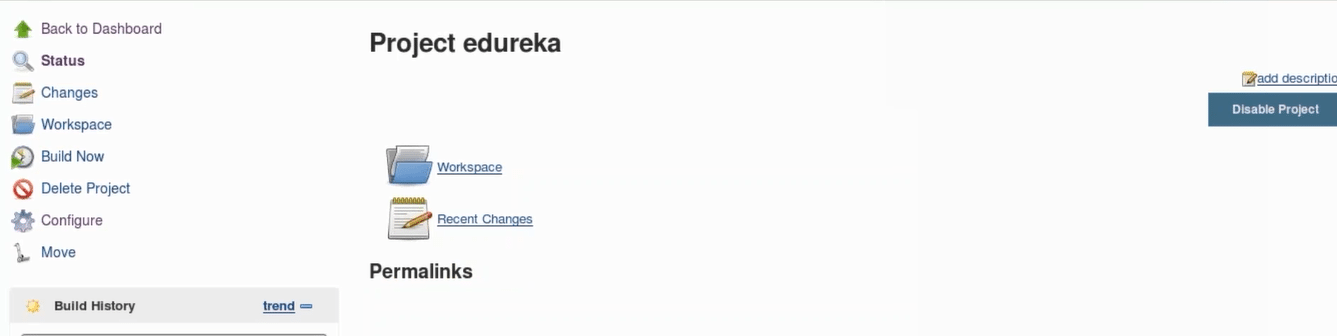 Back to Dashboard
Status
Changes
Workspace
Build Now
Delete Project
Configure
Move
Build History
trend
Project edureka
add descriptio
Disable Project
Workspace
Recent Changes
Permalinks